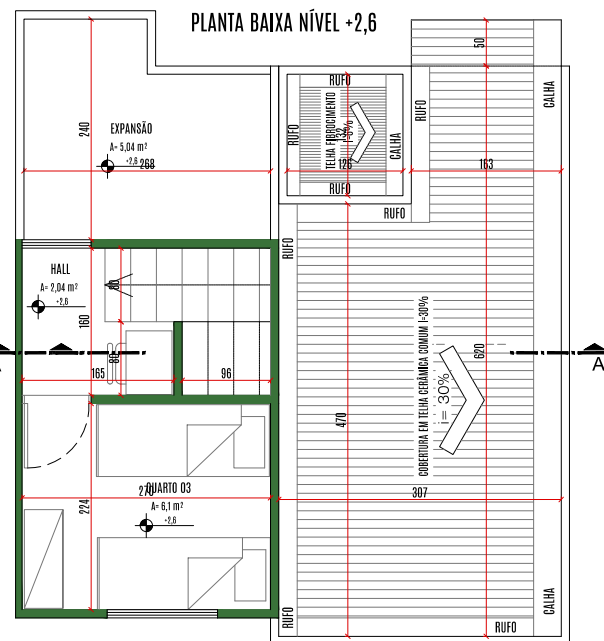 PLANTA BAIXA NÍVEL +2,6
50
CALHA
RUFO
RUFO
240
EXPANSÃO
A= 5,04 m²
+2,6
268
RUFO
TELHA FIBROCIMENTO
I=5%
132
126
CALHA
RUFO
163
RUFO
HALL
A= 2,04 m²
+2,6
80
RUFO
160
80
165
96
A
COBERTURA EM TELHA CERÂMICA COMUM I=30%
i= 30%
620
470
307
QUARTO 03
270
A= 6,1 m²
+2,6
224
RUFO
RUFO
CALHA